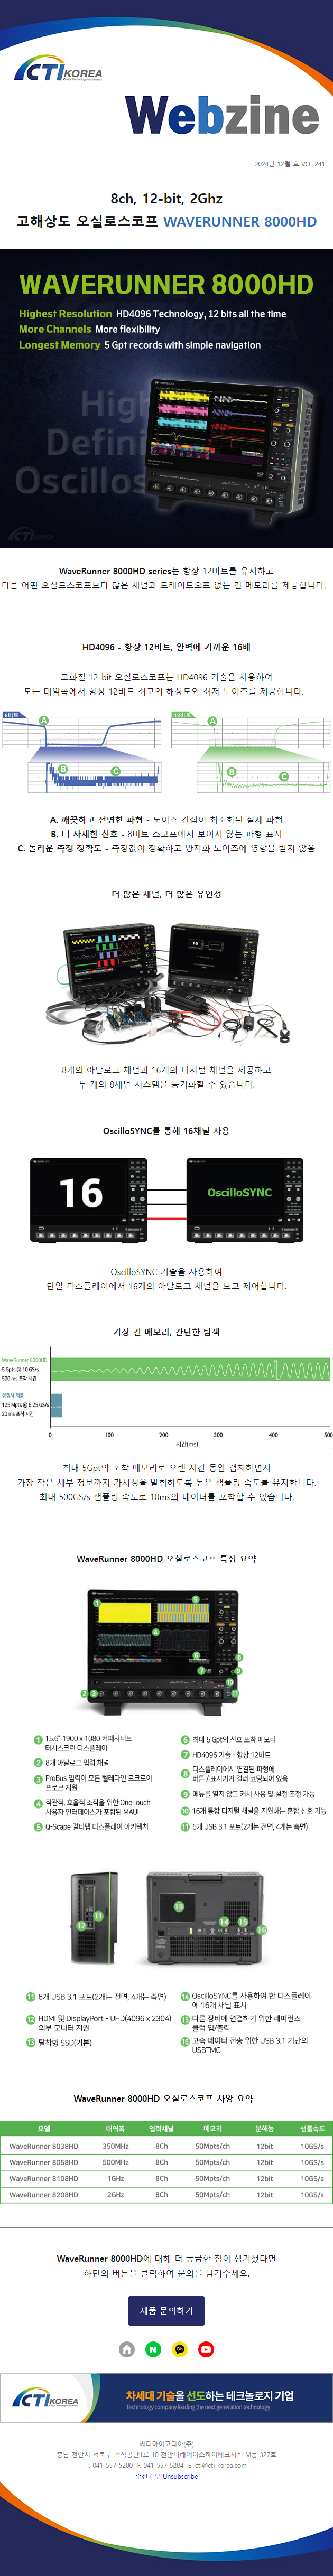 CTI KOREA
Webzine
2024년 12월 호 VOL.241
8ch, 12-bit, 2Ghz
고해상도 오실로스코프 WAVERUNNER 8000HD
WAVERUNNER 8000HD
Highest Resolution HD4096 Technology, 12 bits all the time
More Channels More flexibility
Longest Memory 5 Gpt records with simple navigation
High
Defin
Oscillos
CTI KOREA
WaveRunner 8000HD series는 항상 12비트를 유지하고
다른 어떤 오실로스코프보다 많은 채널과 트레이드오프 없는 긴 메모리를 제공합니다.
HD4096 - 항상 12비트, 완벽에 가까운 16배
고화질 12-bit 오실로스코프는 HD4096 기술을 사용하여
모든 대역폭에서 항상 12비트 최고의 해상도와 최저 노이즈를 제공합니다.
8비트
A
B
C
12비트
A
B
C
A. 깨끗하고 선명한 파형 - 노이즈 간섭이 최소화된 실제 파형
B. 더 자세한 신호 - 8비트 스코프에서 보이지 않는 파형 표시
C. 놀라운 측정 정확도 - 측정값이 정확하고 양자화 노이즈에 영향을 받지 않음
더 많은 채널, 더 많은 유연성
16
8개의 아날로그 채널과 16개의 디지털 채널을 제공하고
두 개의 8채널 시스템을 동기화할 수 있습니다.
OscilloSYNC를 통해 16채널 사용
16
OscilloSYNC
OscilloSYNC 기술을 사용하여
단일 디스플레이에서 16개의 아날로그 채널을 보고 제어합니다.
가장 긴 메모리, 간단한 탐색
WaveRunner 8000HD
5 Gpts @ 10 GS/s
500 ms 포착 시간
경쟁사 제품
125 Mpts @ 6.25 GS/s
20 ms 포착 시간
0 100 200 300 400 500
시간(ms)
최대 5Gpt의 포착 메모리로 오랜 시간 동안 캡처하면서
가장 작은 세부 정보까지 가시성을 발휘하도록 높은 샘플링 속도를 유지합니다.
최대 500GS/s 샘플링 속도로 10ms의 데이터를 포착할 수 있습니다.
WaveRunner 8000HD 오실로스코프 특징 요약
1 15.6" 1900 x 1080 커패시티브
터치스크린 디스플레이
2 8개 아날로그 입력 채널
3 ProBus 입력이 모든 텔레다인 르크로이
프로브 지원
4 직관적, 효율적 조작을 위한 OneTouch
사용자 인터페이스가 포함된 MAUI
5 Q-Scape 멀티탭 디스플레이 아키텍처
6 최대 5 Gpt의 신호 포착 메모리
7 HD4096 기술 - 항상 12비트
8 디스플레이에서 연결된 파형에
버튼 / 표시기가 컬러 코딩되어 있음
9 메뉴를 열지 않고 커서 사용 및 설정 조정 가능
10 16개 통합 디지털 채널을 지원하는 혼합 신호 기능
11 6개 USB 3.1 포트(2개는 전면, 4개는 측면)
11 6개 USB 3.1 포트(2개는 전면, 4개는 측면)
12 HDMI 및 DisplayPort - UHD(4096 x 2304)
외부 모니터 지원
13 탈착형 SSD(기본)
14 OscilloSYNC를 사용하여 한 디스플레이
에 16개 채널 표시
15 다른 장비에 연결하기 위한 레퍼런스
클럭 입/출력
16 고속 데이터 전송 위한 USB 3.1 기반의
USBTMC
WaveRunner 8000HD 오실로스코프 사양 요약
모델 대역폭 입력채널 메모리 분해능 샘플속도
WaveRunner 8038HD 350MHz 8Ch 50Mpts/ch 12bit 10GS/s
WaveRunner 8058HD 500MHz 8Ch 50Mpts/ch 12bit 10GS/s
WaveRunner 8108HD 1GHz 8Ch 50Mpts/ch 12bit 10GS/s
WaveRunner 8208HD 2GHz 8Ch 50Mpts/ch 12bit 10GS/s
WaveRunner 8000HD에 대해 더 궁금한 점이 생기셨다면
하단의 버튼을 클릭하여 문의를 남겨주세요.
제품 문의하기
CTI KOREA
차세대 기술을 선도하는 테크놀로지 기업
Technology company leading the next generation technology
씨티아이코리아(주)
충남 천안시 서북구 백석공단1로 10 천안미래에이스하이테크시티 M동 327호
T. 041-557-5200 F. 041-557-5204 E. cti@cti-korea.com
수신거부 Unsubscribe